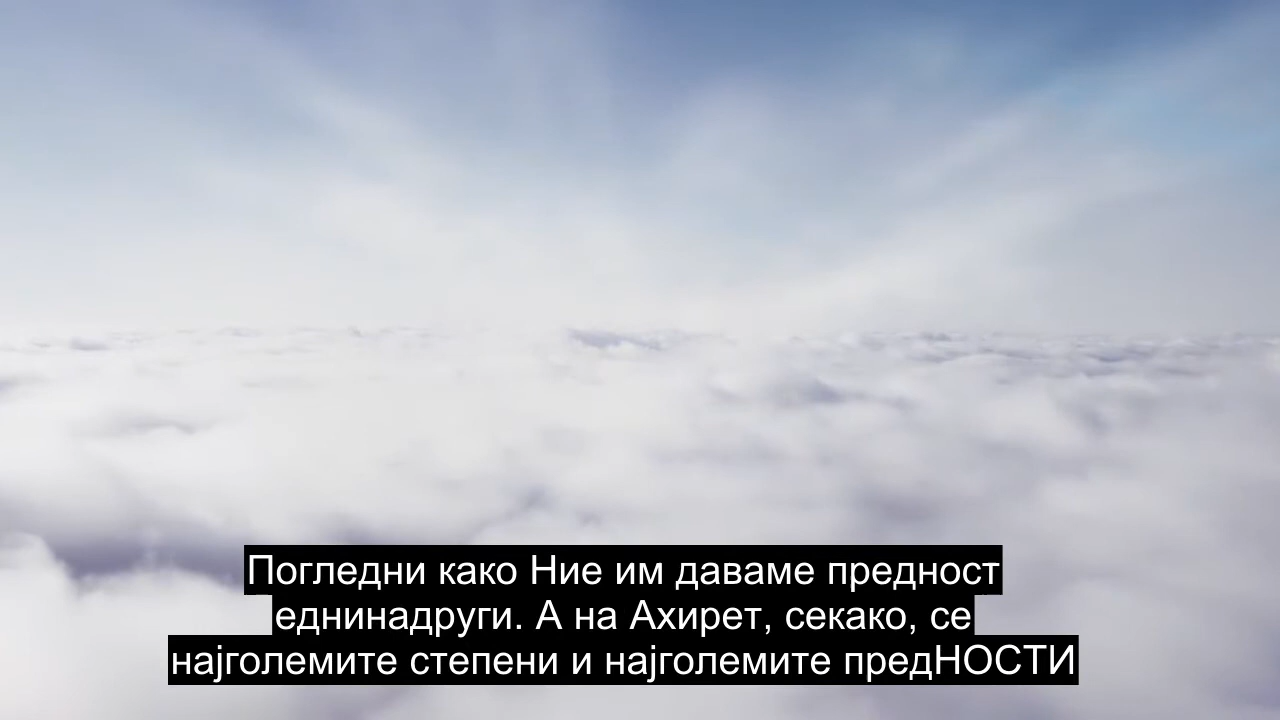 Погледни како Ние им даваме предност
еднинадруги. А на Ахирет, секако, се
најголемите степени и најголемите предНОСТИ